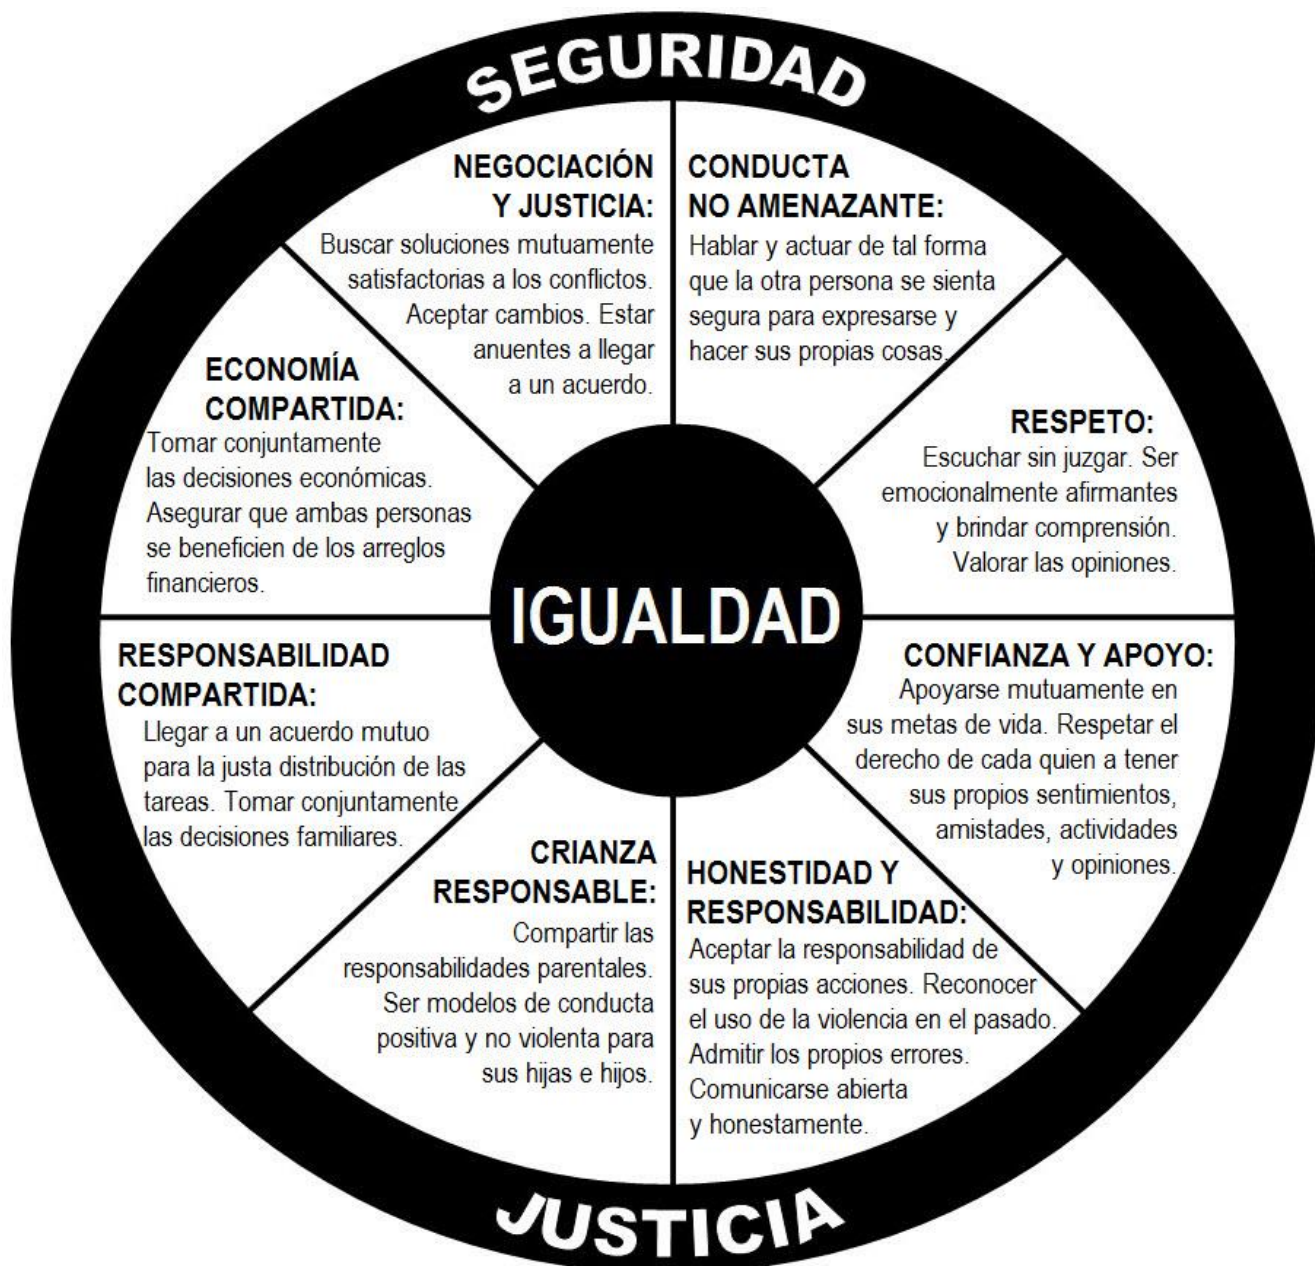 SEGURIDAD
NEGOCIACIÓN
Y JUSTICIA:
Buscar soluciones mutuamente
satisfactorias a los conflictos.
Aceptar cambios. Estar
anuentes a llegar
a un acuerdo.
CONDUCTA
NO AMENAZANTE:
Hablar y actuar de tal forma
que la otra persona se sienta
segura para expresarse y
hacer sus propias cosas.
RESPETO:
Escuchar sin juzgar. Ser
emocionalmente afirmantes
y brindar comprensión.
Valorar las opiniones.
CONFIANZA Y APOYO:
Apoyarse mutuamente en
sus metas de vida. Respetar el
derecho de cada quien a tener
sus propios sentimientos,
amistades, actividades
y opiniones.
HONESTIDAD Y
RESPONSABILIDAD:
Aceptar la responsabilidad de
sus propias acciones. Reconocer
el uso de la violencia en el pasado.
Admitir los propios errores.
Comunicarse abierta
y honestamente.
CRIANZA
RESPONSABLE:
Compartir las
responsabilidades parentales.
Ser modelos de conducta
positiva y no violenta para
sus hijas e hijos.
RESPONSABILIDAD
COMPARTIDA:
Llegar a un acuerdo mutuo
para la justa distribución de las
tareas. Tomar conjuntamente
las decisiones familiares.
ECONOMÍA
COMPARTIDA:
Tomar conjuntamente
las decisiones económicas.
Asegurar que ambas personas
se beneficien de los arreglos
financieros.
IGUALDAD
JUSTICIA